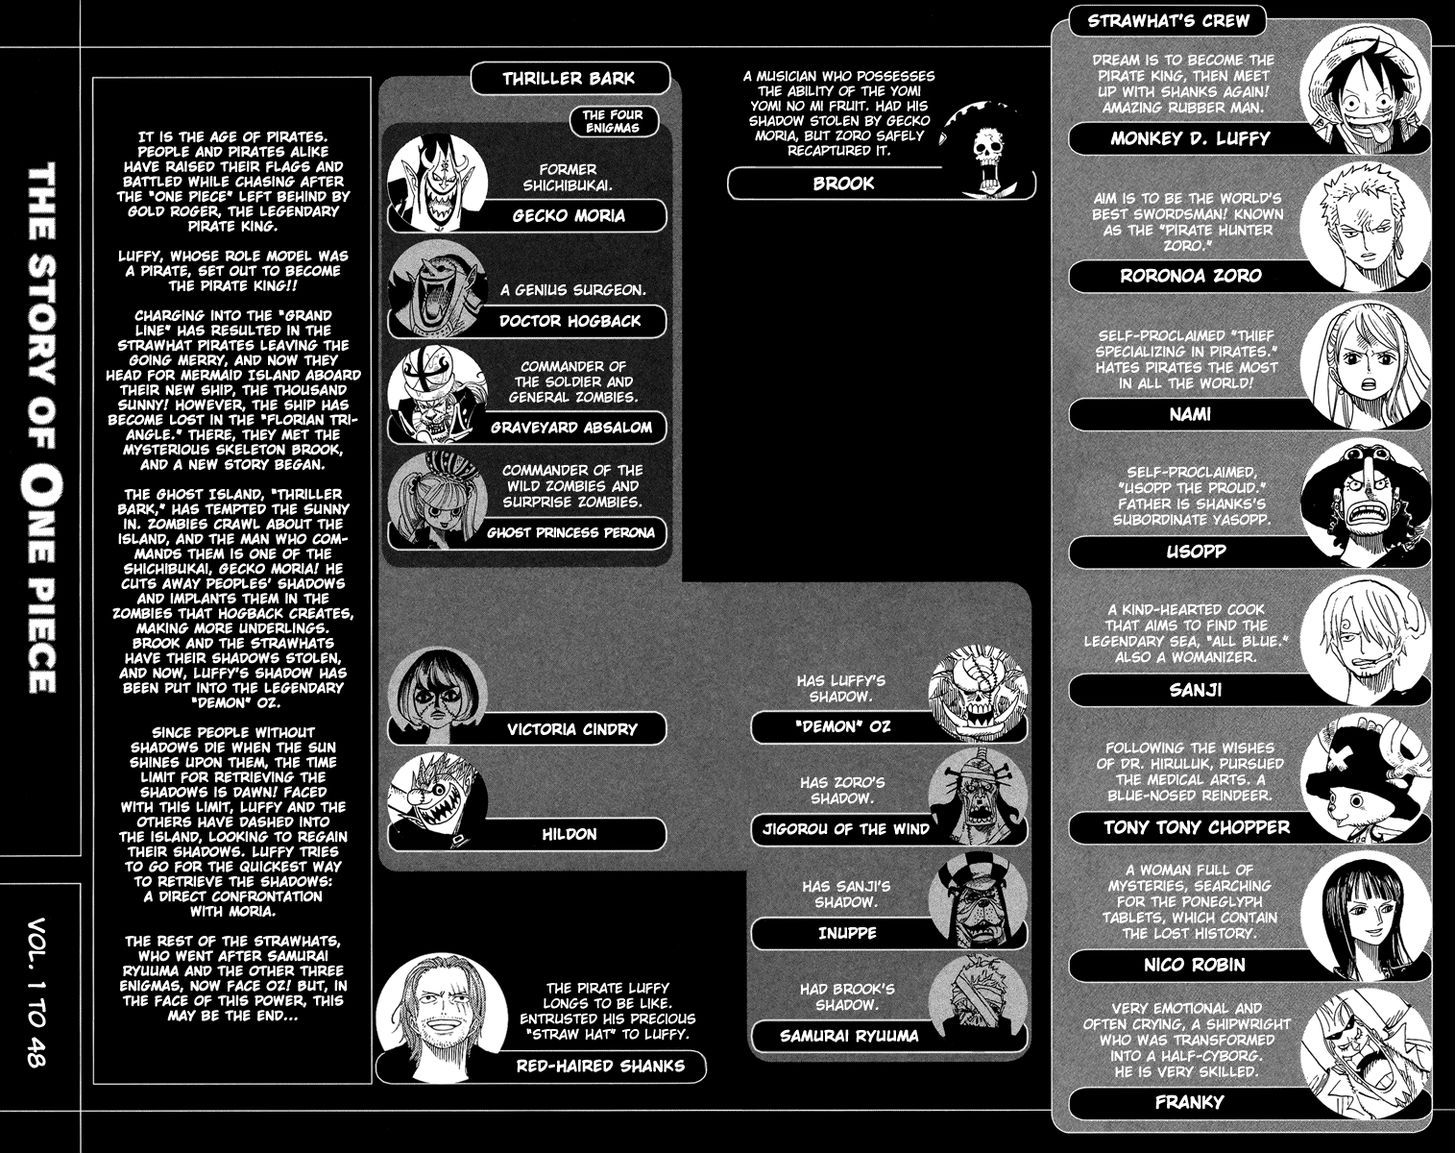 THE STORY OF ONE PIECE
VOL. 1 TO 48
IT IS THE AGE OF PIRATES.
PEOPLE AND PIRATES ALIKE
HAVE RAISED THEIR FLAGS AND
BATTLED WHILE CHASING AFTER
THE "ONE PIECE" LEFT BEHIND BY
GOLD ROGER, THE LEGENDARY
PIRATE KING.
LUFFY, WHOSE ROLE MODEL WAS
A PIRATE, SET OUT TO BECOME
THE PIRATE KING!!
CHARGING INTO THE "GRAND
LINE" HAS RESULTED IN THE
STRAWHAT PIRATES LEAVING THE
GOING MERRY, AND NOW THEY
HEAD FOR MERMAID ISLAND ABOARD
THEIR NEW SHIP, THE THOUSAND
SUNNY! HOWEVER, THE SHIP HAS
BECOME LOST IN THE "FLORIAN TRI-
ANGLE." THERE, THEY MET THE
MYSTERIOUS SKELETON BROOK,
AND A NEW STORY BEGAN.
THE GHOST ISLAND, "THRILLER
BARK," HAS TEMPTED THE SUNNY
IN. ZOMBIES CRAWL ABOUT THE
ISLAND, AND THE MAN WHO COM-
MANDS THEM IS ONE OF THE
SHICHIBUKAI, GECKO MORIA! HE
CUTS AWAY PEOPLES' SHADOWS
AND IMPLANTS THEM IN THE
ZOMBIES THAT HOGBACK CREATES,
MAKING MORE UNDERLINGS.
BROOK AND THE STRAWHATS
HAVE THEIR SHADOWS STOLEN,
AND NOW, LUFFY'S SHADOW HAS
BEEN PUT INTO THE LEGENDARY
"DEMON" OZ.
SINCE PEOPLE WITHOUT
SHADOWS DIE WHEN THE SUN
SHINES UPON THEM, THE TIME
LIMIT FOR RETRIEVING THE
SHADOWS IS DAWN! FACED
WITH THIS LIMIT, LUFFY AND THE
OTHERS HAVE DASHED INTO
THE ISLAND, LOOKING TO REGAIN
THEIR SHADOWS. LUFFY TRIES
TO GO FOR THE QUICKEST WAY
TO RETRIEVE THE SHADOWS:
A DIRECT CONFRONTATION
WITH MORIA.
THE REST OF THE STRAWHATS,
WHO WENT AFTER SAMURAI
RYUUMA AND THE OTHER THREE
ENIGMAS, NOW FACE OZ! BUT, IN
THE FACE OF THIS POWER, THIS
MAY BE THE END...
THRILLER BARK
THE FOUR
ENIGMAS
FORMER
SHICHIBUKAI.
GECKO MORIA
A GENIUS SURGEON.
DOCTOR HOGBACK
COMMANDER OF
THE SOLDIER AND
GENERAL ZOMBIES.
GRAVEYARD ABSALOM
COMMANDER OF THE
WILD ZOMBIES AND
SURPRISE ZOMBIES.
GHOST PRINCESS PERONA
VICTORIA CINDRY
HILDON
THE PIRATE LUFFY
LONGS TO BE LIKE.
ENTRUSTED HIS PRECIOUS
"STRAW HAT" TO LUFFY.
RED-HAIRED SHANKS
A MUSICIAN WHO POSSESSES
THE ABILITY OF THE YOMI
YOMI NO MI FRUIT. HAD HIS
SHADOW STOLEN BY GECKO
MORIA, BUT ZORO SAFELY
RECAPTURED IT.
BROOK
HAS LUFFY'S
SHADOW.
"DEMON" OZ
HAS ZORO'S
SHADOW.
JIGOROU OF THE WIND
HAS SANJI'S
SHADOW.
INUPPE
HAD BROOK'S
SHADOW.
SAMURAI RYUUMA
STRAWHAT'S CREW
DREAM IS TO BECOME THE
PIRATE KING, THEN MEET
UP WITH SHANKS AGAIN!
AMAZING RUBBER MAN.
MONKEY D. LUFFY
AIM IS TO BE THE WORLD'S
BEST SWORDSMAN! KNOWN
AS THE "PIRATE HUNTER
ZORO."
RORONOA ZORO
SELF-PROCLAIMED "THIEF
SPECIALIZING IN PIRATES."
HATES PIRATES THE MOST
IN ALL THE WORLD!
NAMI
SELF-PROCLAIMED,
"USOPP THE PROUD."
FATHER IS SHANKS'S
SUBORDINATE YASOPP.
USOPP
A KIND-HEARTED COOK
THAT AIMS TO FIND THE
LEGENDARY SEA, "ALL BLUE."
ALSO A WOMANIZER.
SANJI
FOLLOWING THE WISHES
OF DR. HIRULUK, PURSUED
THE MEDICAL ARTS. A
BLUE-NOSED REINDEER.
TONY TONY CHOPPER
A WOMAN FULL OF
MYSTERIES, SEARCHING
FOR THE PONEGLYPH
TABLETS, WHICH CONTAIN
THE LOST HISTORY.
NICO ROBIN
VERY EMOTIONAL AND
OFTEN CRYING, A SHIPWRIGHT
WHO WAS TRANSFORMED
INTO A HALF-CYBORG.
HE IS VERY SKILLED.
FRANKY